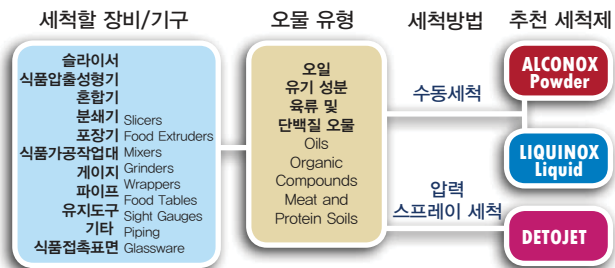 세척할 장비/기구
오물 유형
세척방법
추천 세척제
슬라이서
식품압출성형기
혼합기
분쇄기 Slicers
포장기 Food Extruders
식품가공작업대 Mixers
게이지 Grinders
파이프 Wrappers
유지도구 Food Tables
기타 Sight Gauges
식품접촉표면 Piping
Glassware
오일
유기 성분
육류 및
단백질 오물
Oils
Organic
Compounds
Meat and
Protein Soils
수동세척
압력
스프레이 세척
ALCONOX
Powder
LIQUINOX
Liquid
DETOJET